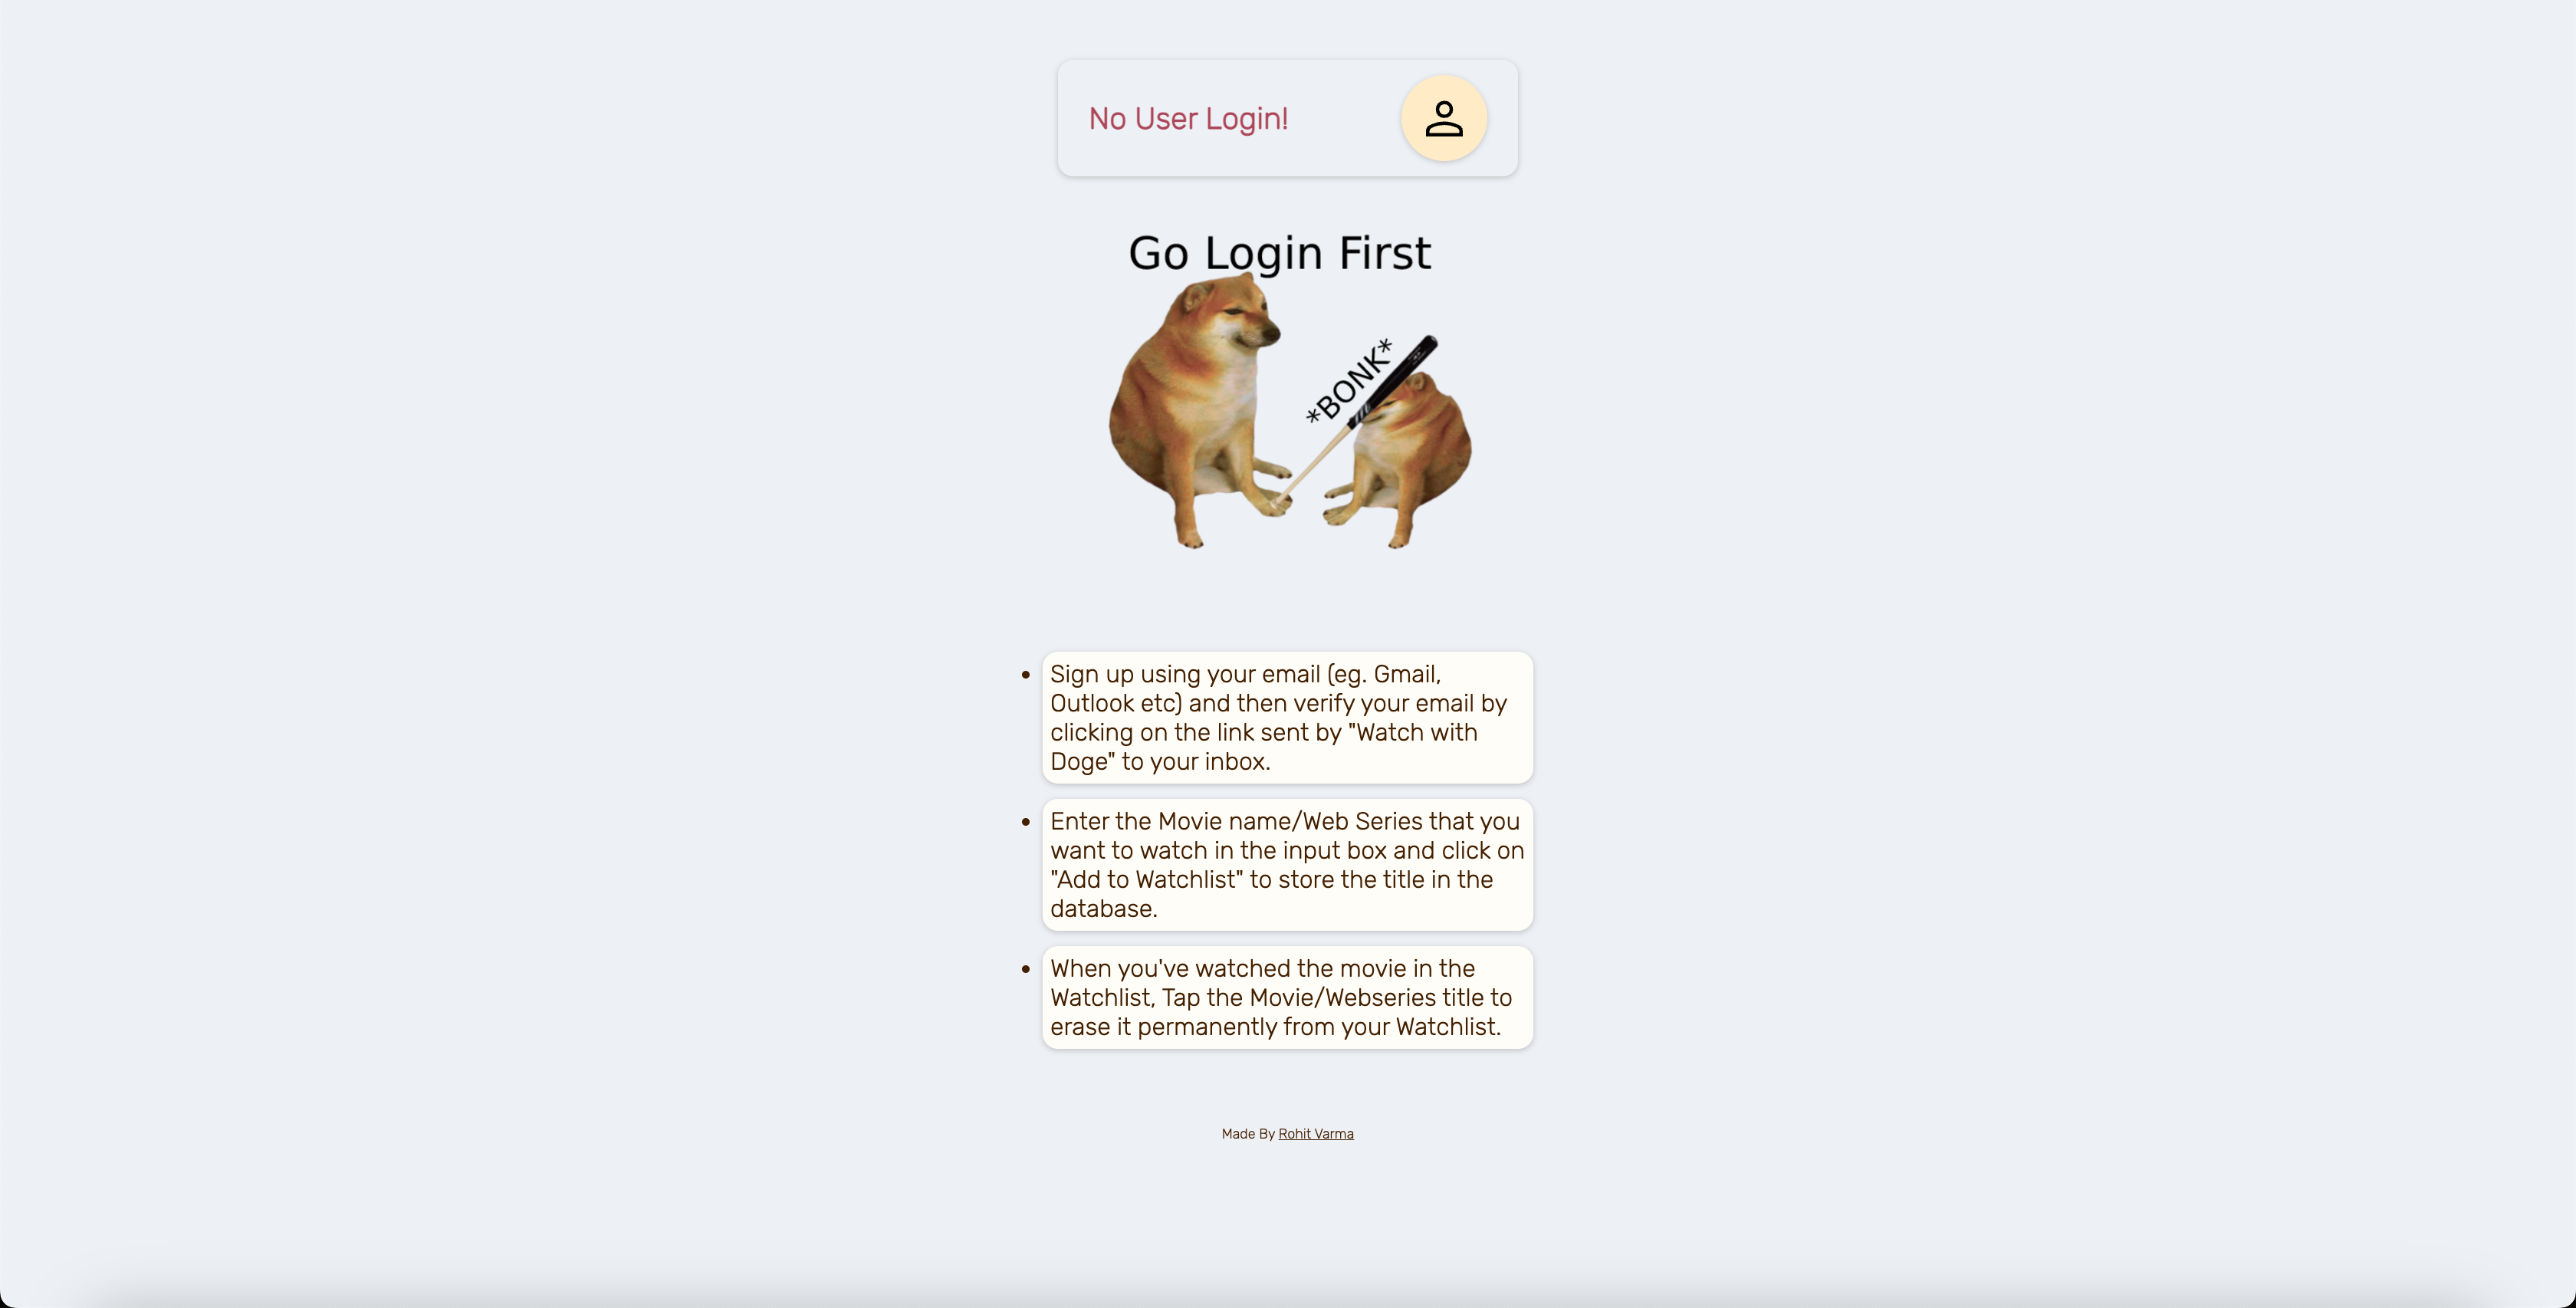 No User Login!
Go Login First
*BONK*
Sign up using your email (eg. Gmail,
Outlook etc) and then verify your email by
clicking on the link sent by "Watch with
Doge" to your inbox.
Enter the Movie name/Web Series that you
want to watch in the input box and click on
"Add to Watchlist" to store the title in the
database.
When you've watched the movie in the
Watchlist, Tap the Movie/Webseries title to
erase it permanently from your Watchlist.
Made By Rohit Varma